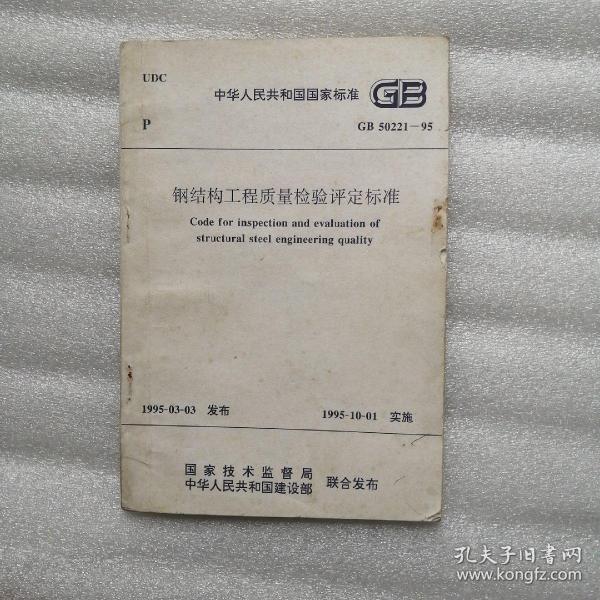 UDC
中华人民共和国国家标准 GB
P
GB 50221－95
钢结构工程质量检验评定标准
Code for inspection and evaluation of
structural steel engineering quality
1995-03-03 发布
1995-10-01 实施
国家技术监督局
中华人民共和国建设部
联合发布
孔夫子旧书网
www.kongfz.com